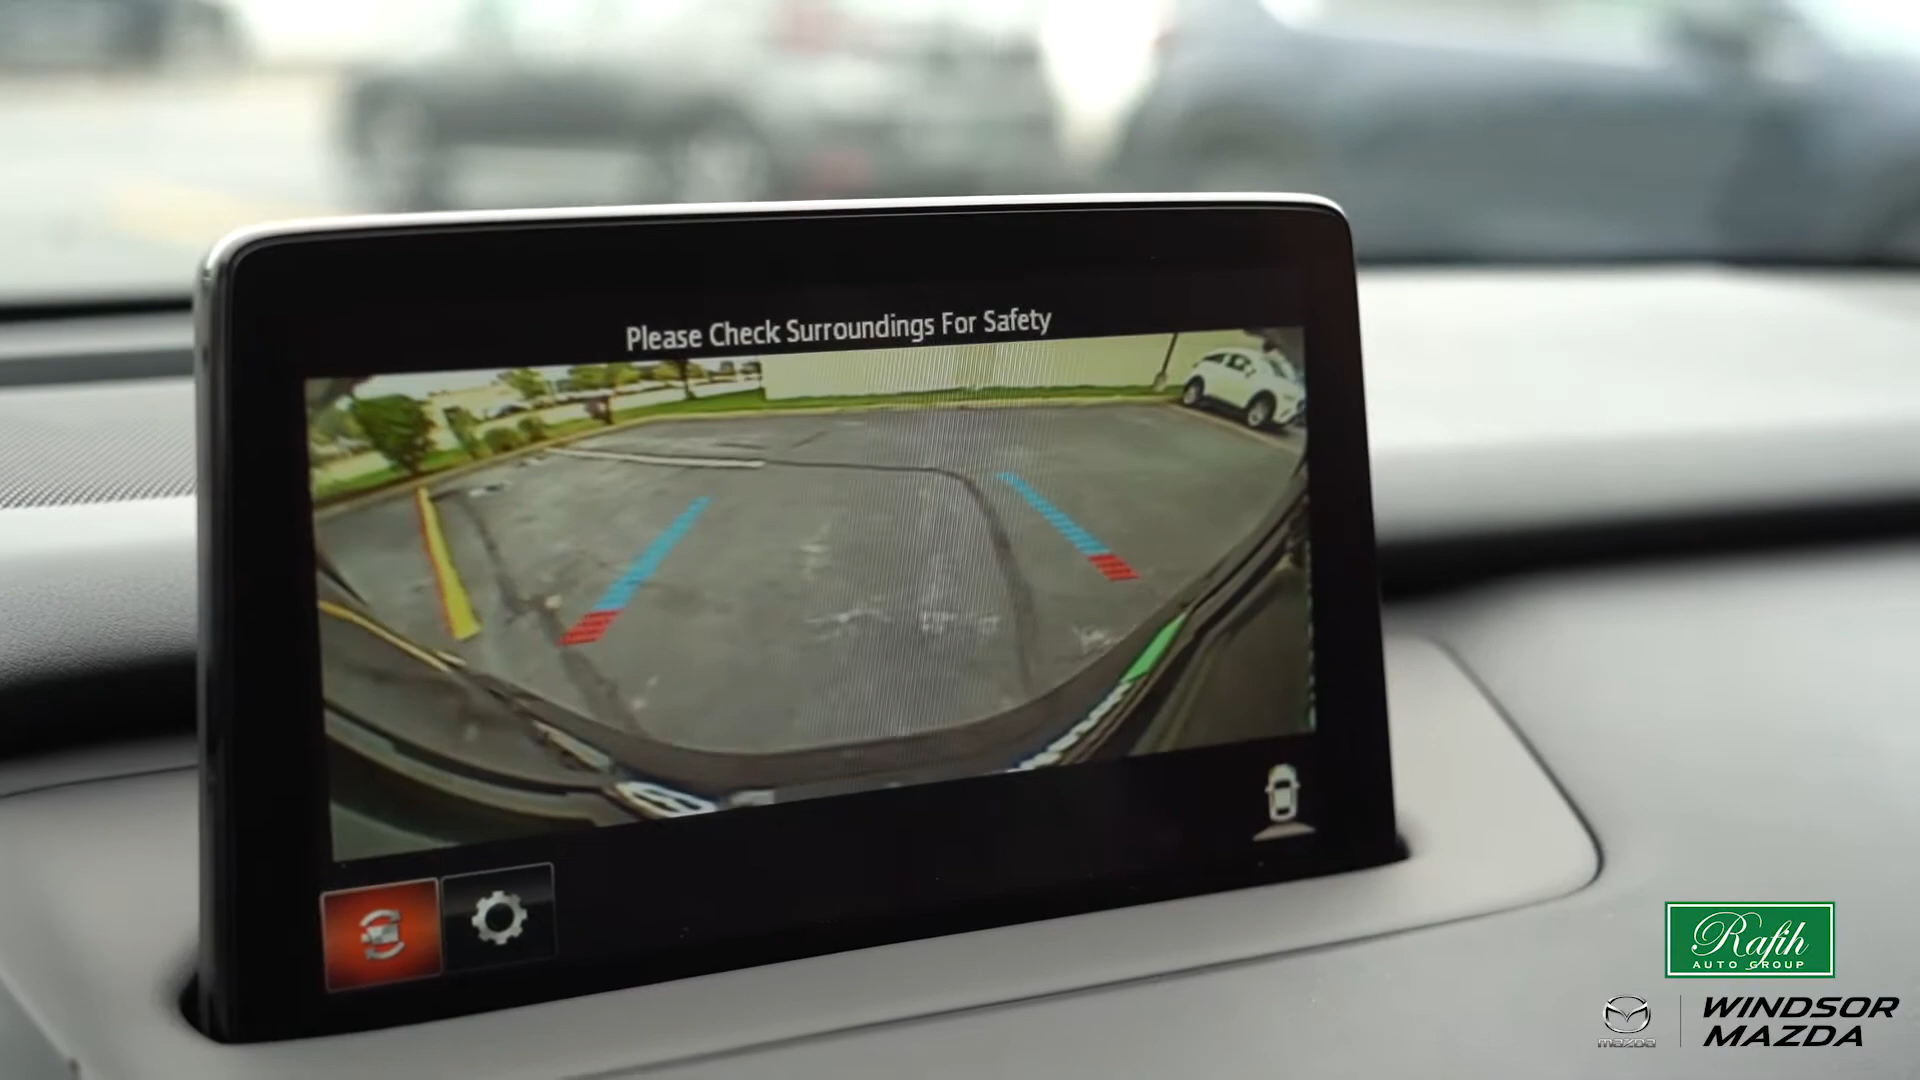 Please Check Surroundings For Safety
Rafih
AUTO GROUP
mazda
WINDSOR
MAZDA